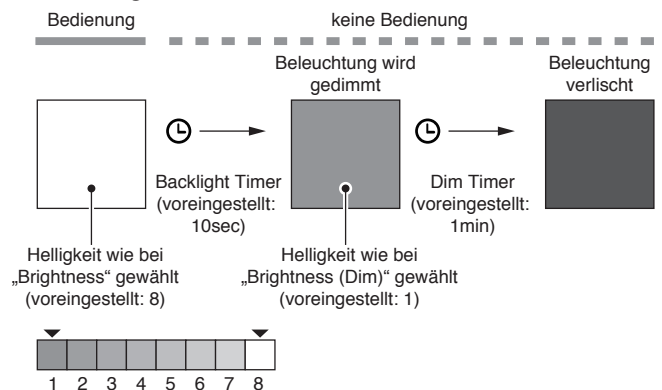 Bedienung
keine Bedienung
Beleuchtung wird
gedimmt
Beleuchtung
verlischt
Backlight Timer
(voreingestellt:
10sec)
Dim Timer
(voreingestellt:
1min)
Helligkeit wie bei
„Brightness“ gewählt
(voreingestellt: 8)
Helligkeit wie bei
„Brightness (Dim)“ gewählt
(voreingestellt: 1)
1 2 3 4 5 6 7 8